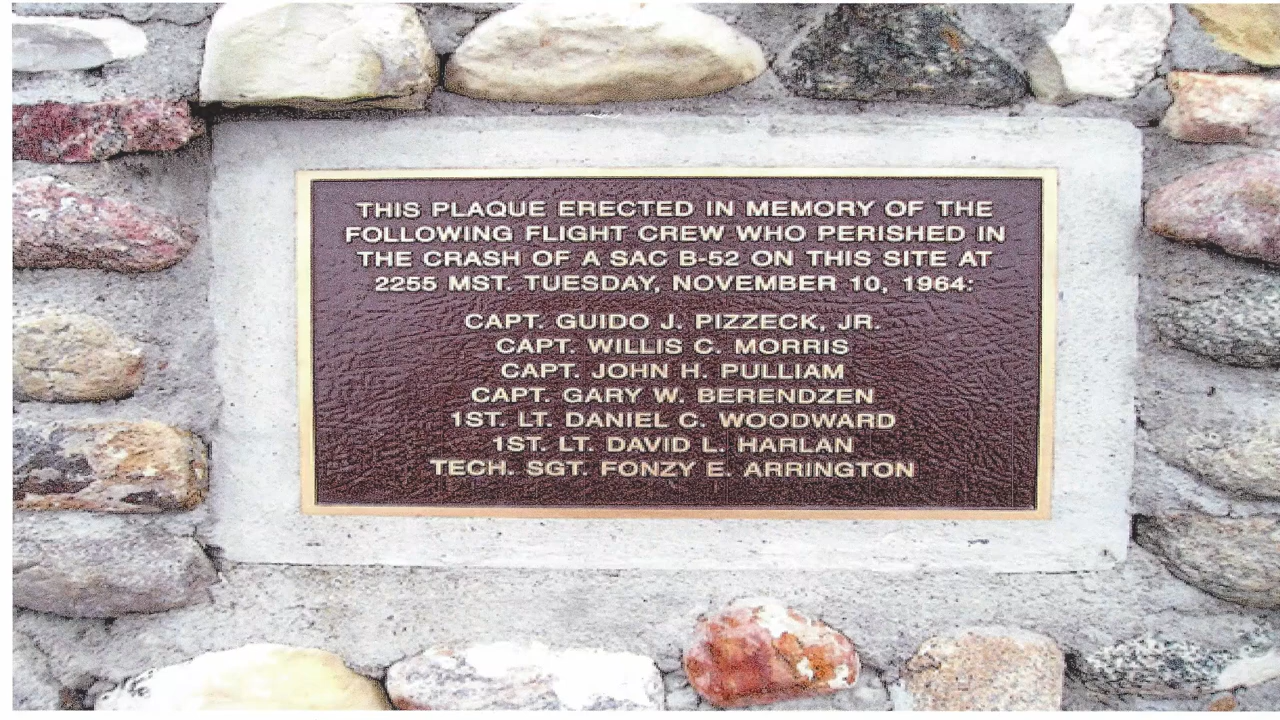 THIS PLAQUE ERECTED IN MEMORY OF THE
FOLLOWING FLIGHT CREW WHO PERISHED IN
THE CRASH OF A SAC B-52 ON THIS SITE AT
2255 MST. TUESDAY, NOVEMBER 10, 1964:
CAPT. GUIDO J. PIZZECK, JR.
CAPT. WILLIS C. MORRIS
CAPT. JOHN H. PULLIAM
CAPT. GARY W. BERENDZEN
1ST. LT. DANIEL C. WOODWARD
1ST. LT. DAVID L. HARLAN
TECH. SGT. FONZY E. ARRINGTON